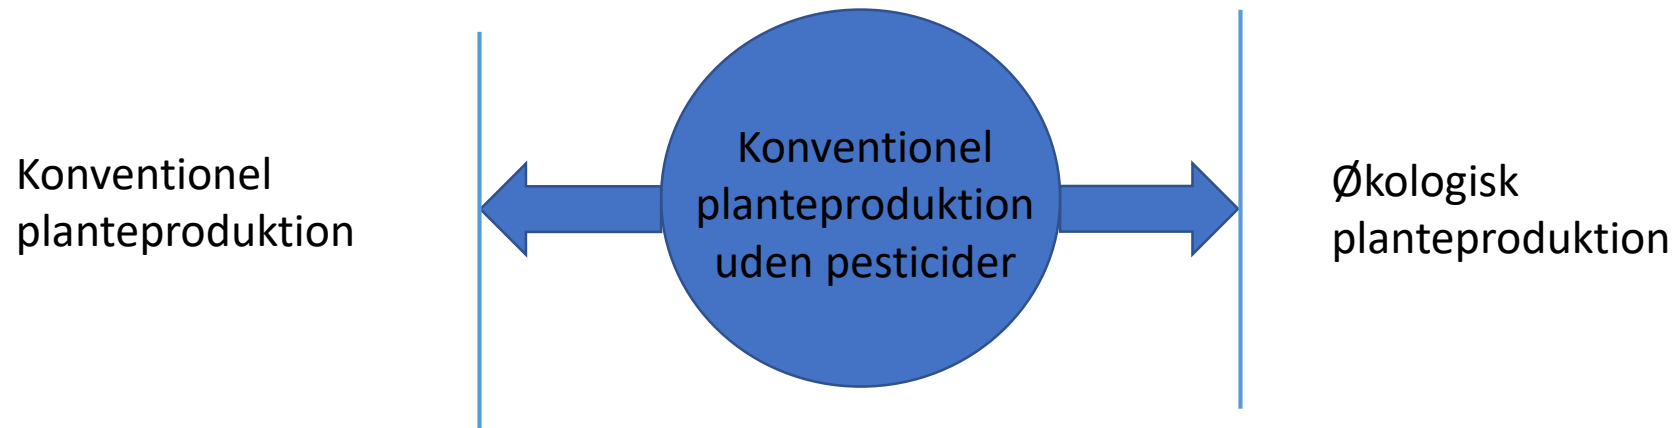 Konventionel
planteproduktion
Konventionel
planteproduktion
uden pesticider
Økologisk
planteproduktion